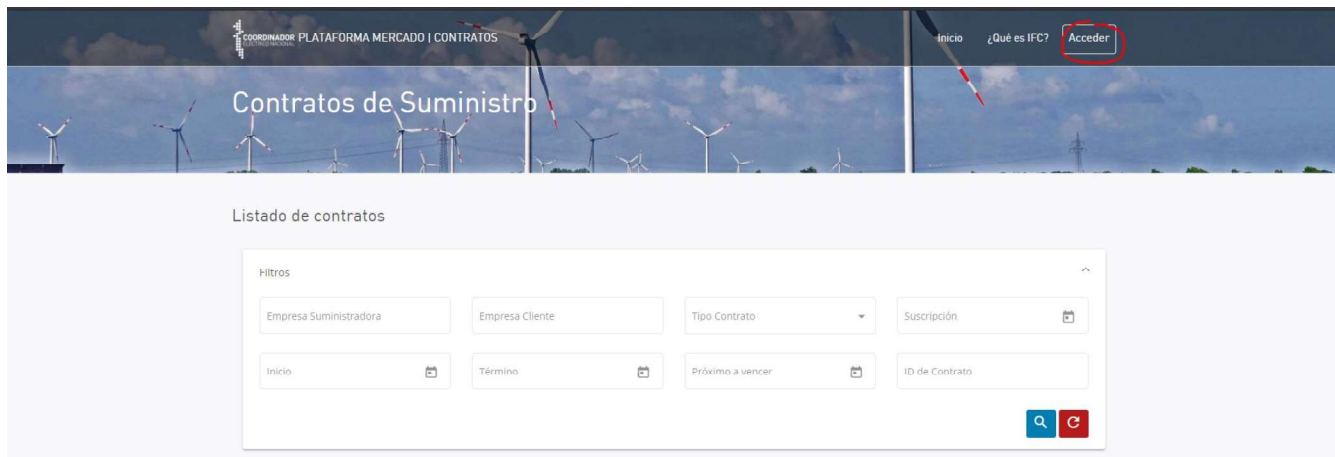 COORDINADOR
ELÉCTRICO NACIONAL
PLATAFORMA MERCADO | CONTRATOS
Inicio ¿Qué es IFC? Acceder
Contratos de Suministro
Listado de contratos
Filtros
Empresa Suministradora Empresa Cliente Tipo Contrato Suscripción
Inicio Término Próximo a vencer ID de Contrato